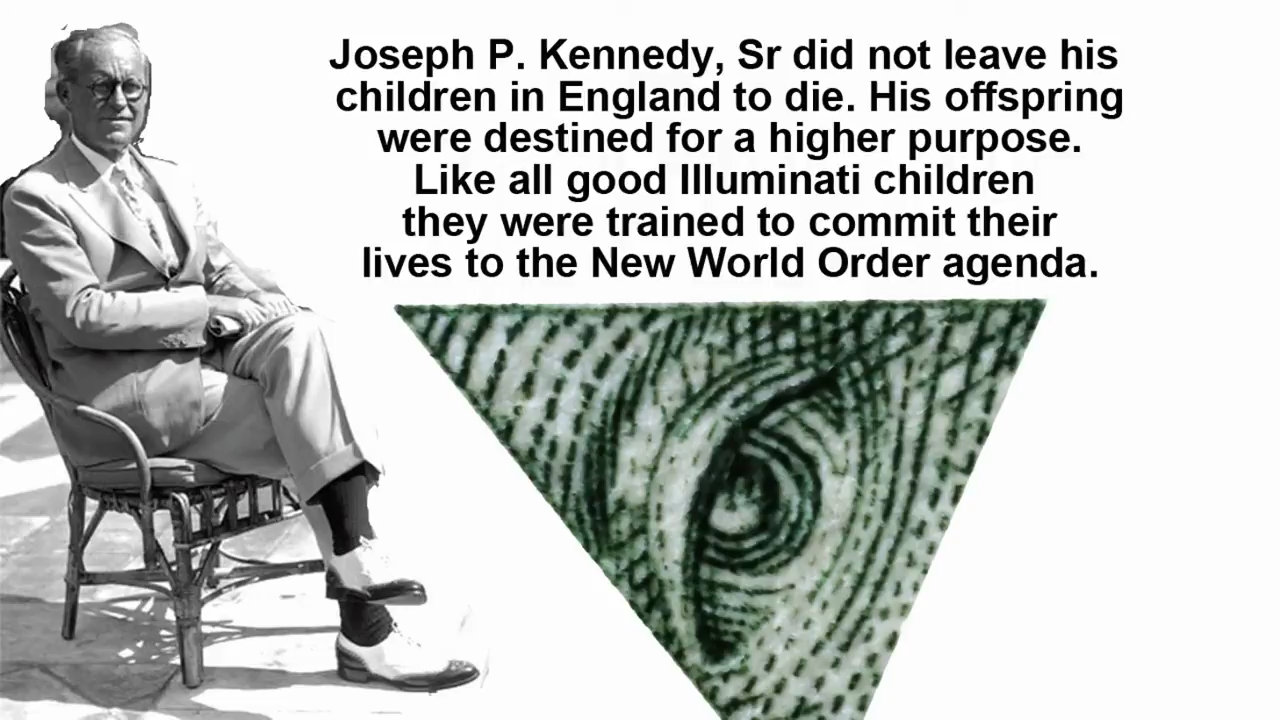 Joseph P. Kennedy, Sr did not leave his
children in England to die. His offspring
were destined for a higher purpose.
Like all good Illuminati children
they were trained to commit their
lives to the New World Order agenda.